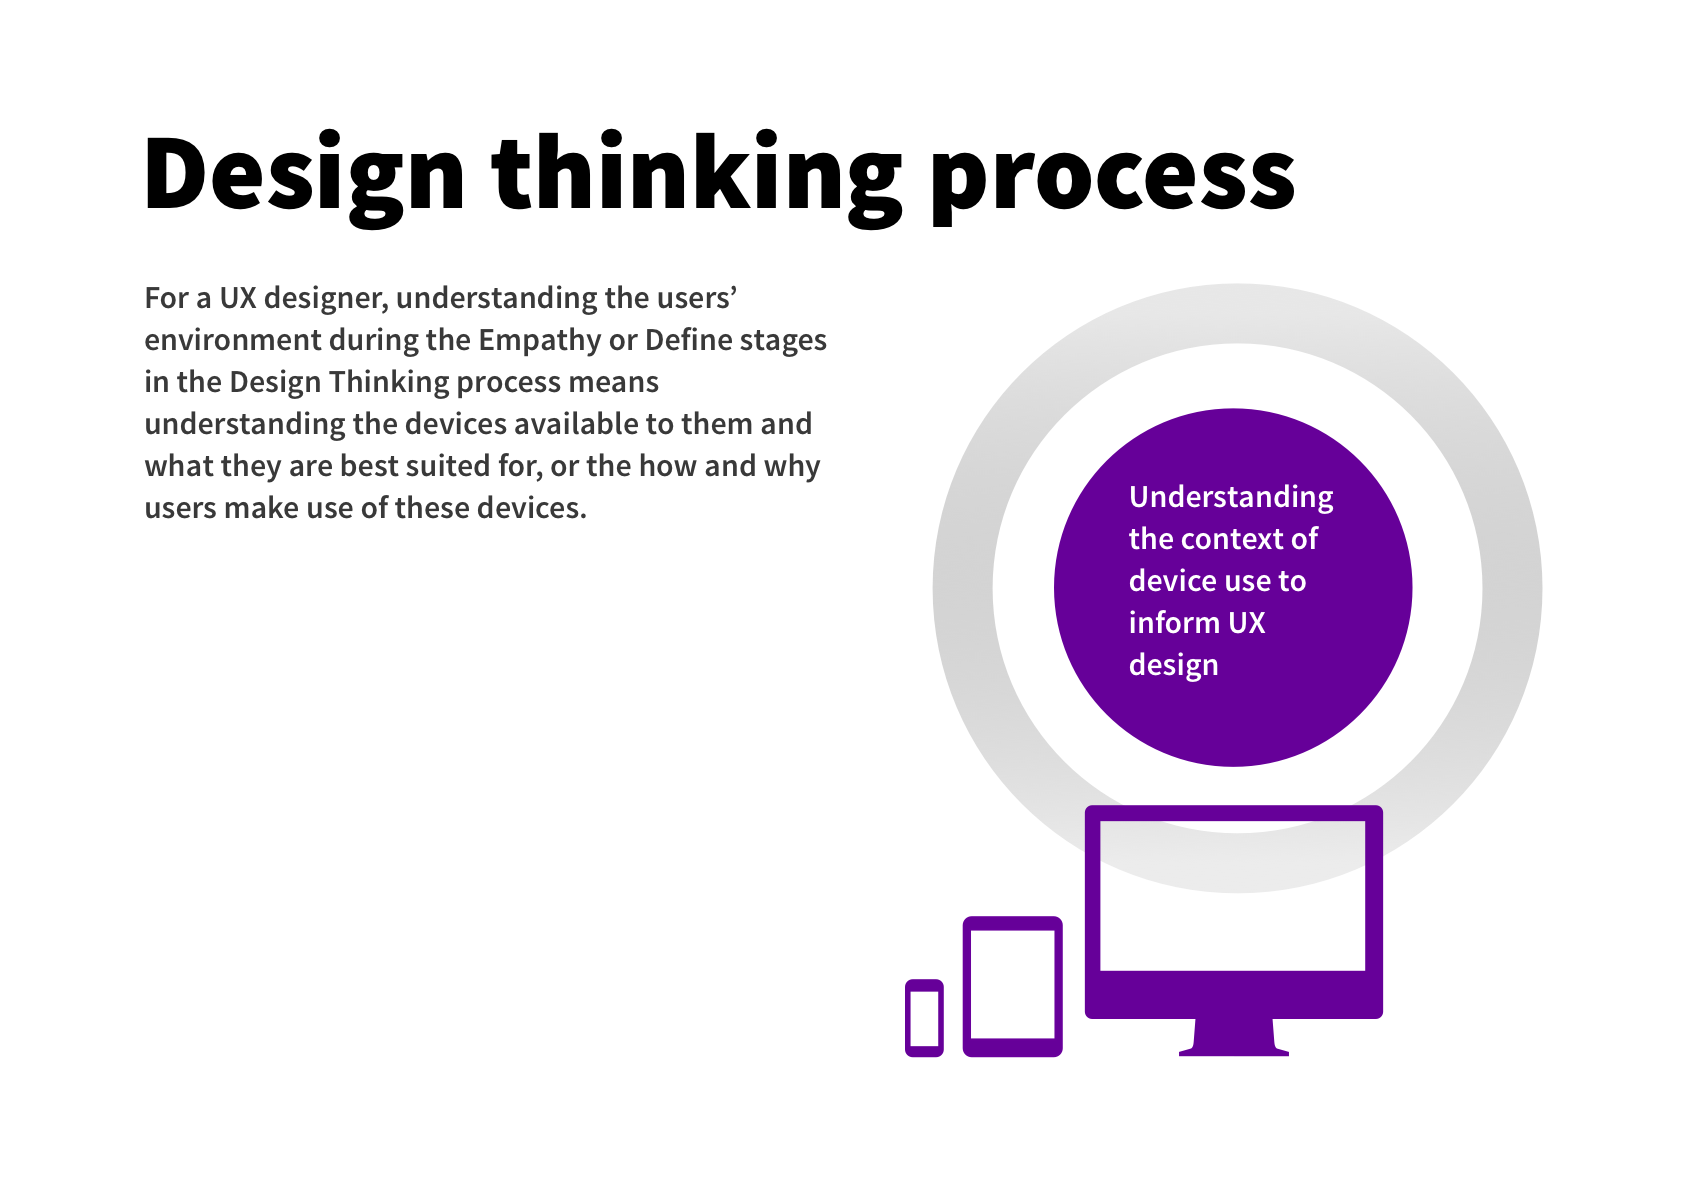 Design thinking process
For a UX designer, understanding the users’
environment during the Empathy or Define stages
in the Design Thinking process means
understanding the devices available to them and
what they are best suited for, or the how and why
users make use of these devices.
Understanding
the context of
device use to
inform UX
design